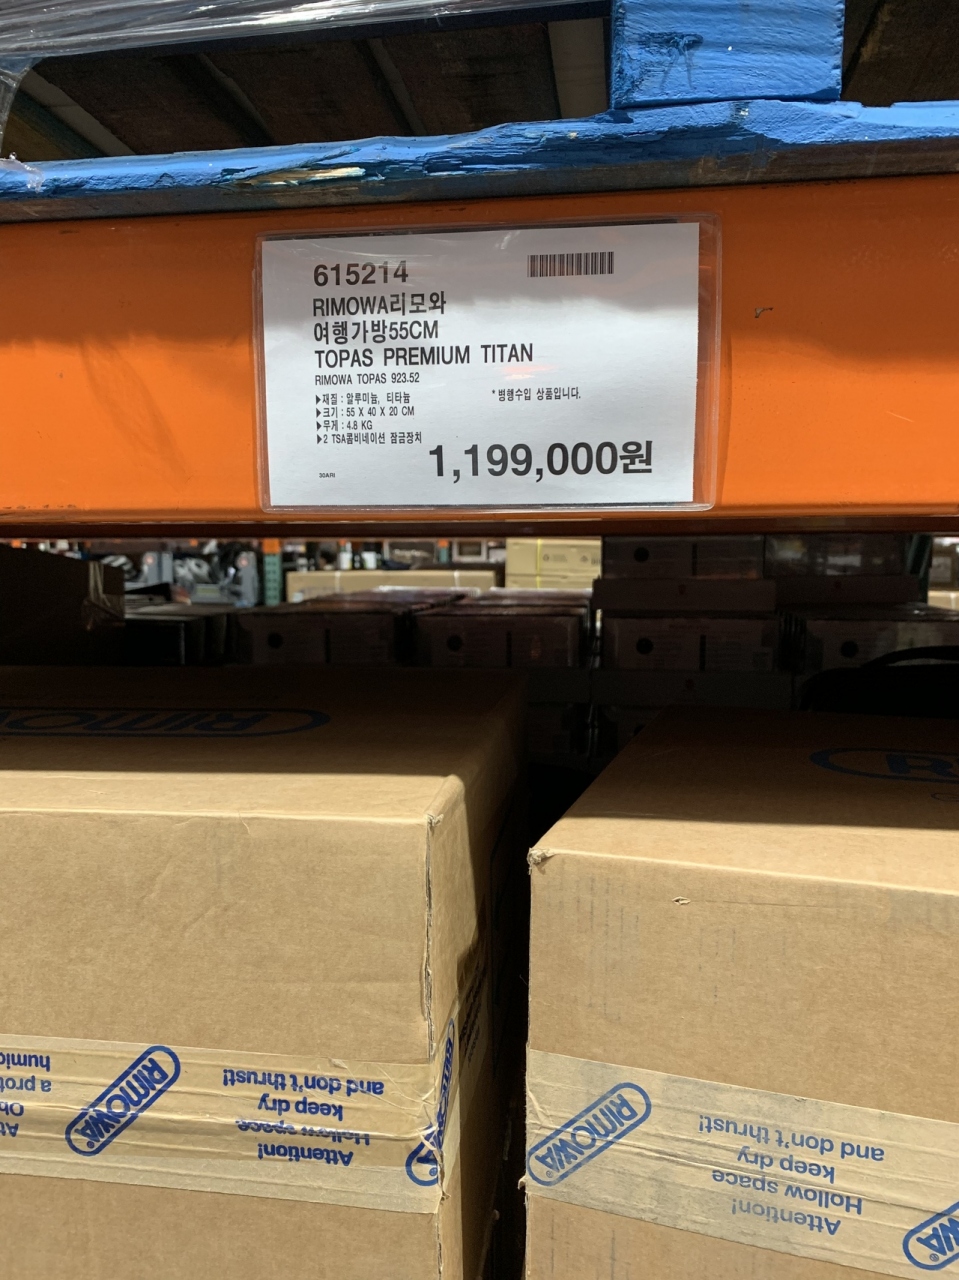 615214
RIMOWA리모와
여행가방55CM
TOPAS PREMIUM TITAN
RIMOWA TOPAS 923.52
▶재질 : 알루미늄, 티타늄
* 병행수입 상품입니다.
▶크기 : 55 X 40 X 20 CM
▶무게 : 4.8 KG
▶2 TSA콤비네이션 잠금장치
1,199,000원
30ARI
RIMOWA
RIMOWA
Attention!
Hollow space
keep dry
and don't thrust!
RIMOWA
Attention!
Hollow space
keep dry
and don't thrust!